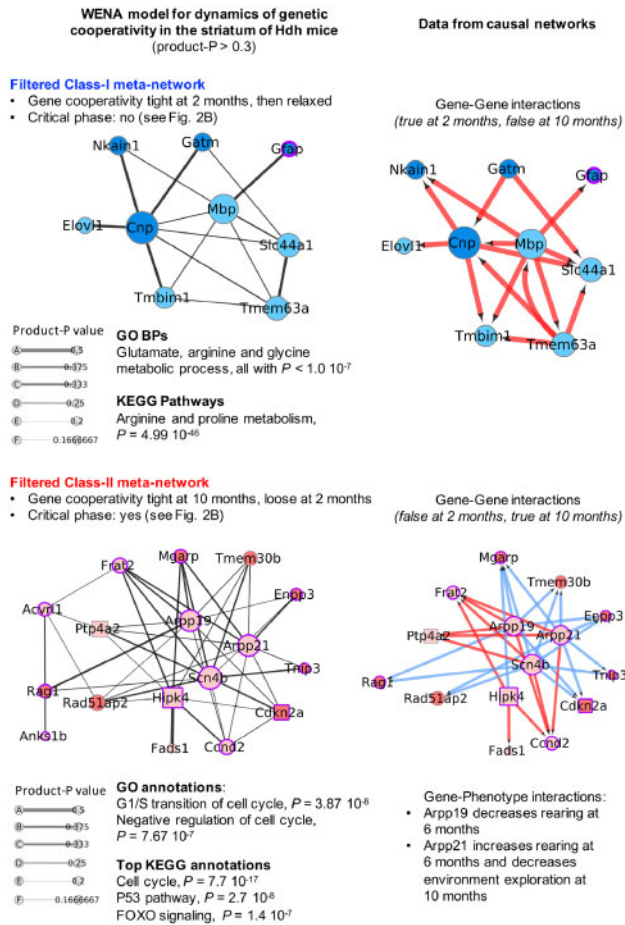 WENA model for dynamics of genetic
cooperativity in the striatum of Hdh mice
(product-P > 0.3)
Data from causal networks
Filtered Class-I meta-network
• Gene cooperativity tight at 2 months, then relaxed
• Critical phase: no (see Fig. 2B)
Gene-Gene interactions
(true at 2 months, false at 10 months)
Nkain1
Gatm
Gfap
Elovl1
Cnp
Mbp
Slc44a1
Tmbim1
Tmem63a
Nkain1
Gatm
Gfap
Elovl1
Cnp
Mbp
Slc44a1
Tmbim1
Tmem63a
Product-P value
A 0.5
B 0.375
C 0.333
D 0.25
E 0.2
F 0.1666667
GO BPs
Glutamate, arginine and glycine
metabolic process, all with P < 1.0 10-7
KEGG Pathways
Arginine and proline metabolism,
P = 4.99 10-46
Filtered Class-II meta-network
• Gene cooperativity tight at 10 months, loose at 2 months
• Critical phase: yes (see Fig. 2B)
Gene-Gene interactions
(false at 2 months, true at 10 months)
Mgarp
Tmem30b
Frat2
Enpp3
Acvrl1
Ptp4a2
Arpp19
Arpp21
Scn4b
Tnip3
Rag1
Rad51ap2
Hipk4
Cdkn2a
Anks1b
Fads1
Ccnd2
Mgarp
Tmem30b
Frat2
Enpp3
Ptp4a2
Arpp19
Arpp21
Scn4b
Tnip3
Rag1
Rad51ap2
Hipk4
Cdkn2a
Fads1
Ccnd2
Product-P value
A 0.5
B 0.375
C 0.333
D 0.25
E 0.2
F 0.1666667
GO annotations:
G1/S transition of cell cycle, P = 3.87 10-8
Negative regulation of cell cycle,
P = 7.67 10-7
Top KEGG annotations
Cell cycle, P = 7.7 10-17
P53 pathway, P = 2.7 10-8
FOXO signaling, P = 1.4 10-7
Gene-Phenotype interactions:
• Arpp19 decreases rearing at
6 months
• Arpp21 increases rearing at
6 months and decreases
environment exploration at
10 months